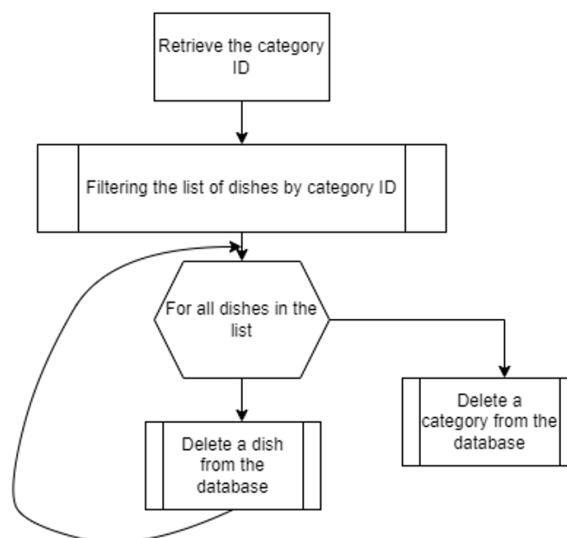 Retrieve the category
ID
Filtering the list of dishes by category ID
For all dishes in the
list
Delete a dish
from the
database
Delete a
category from the
database